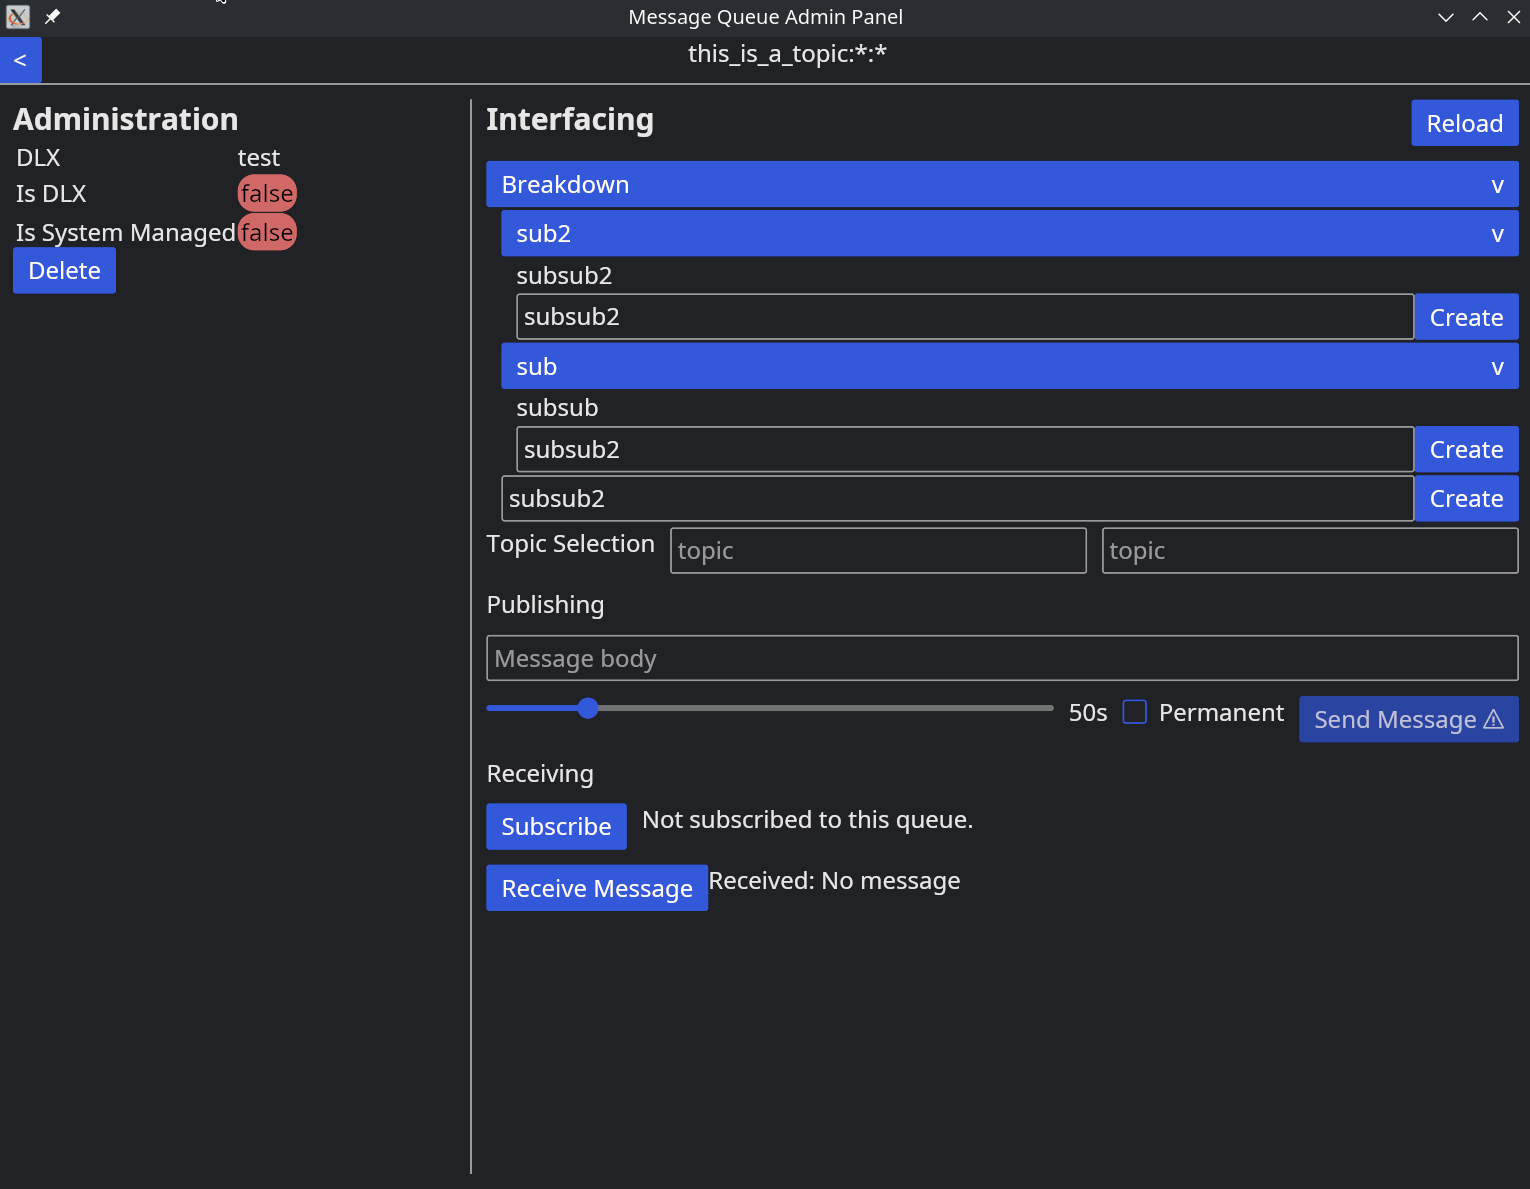 Message Queue Admin Panel
< this_is_a_topic:*:*
Administration
DLX test
Is DLX false
Is System Managed false
Delete
Interfacing Reload
Breakdown v
sub2 v
subsub2
subsub2 Create
sub v
subsub
subsub2 Create
subsub2 Create
Topic Selection topic topic
Publishing
Message body
50s Permanent Send Message ⚠
Receiving
Subscribe Not subscribed to this queue.
Receive Message Received: No message